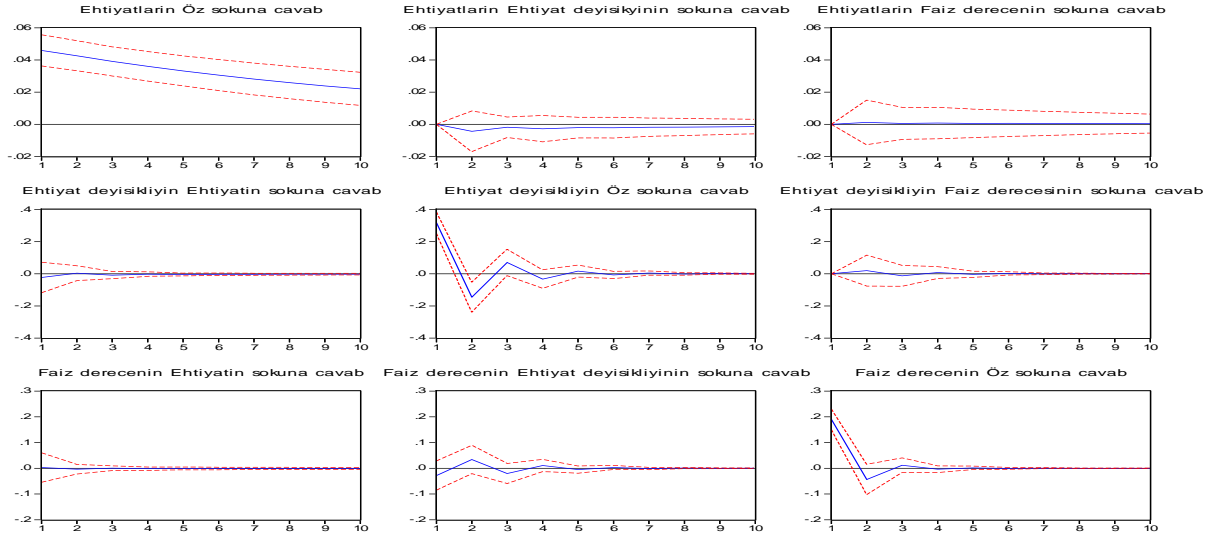 Ehtiyatlarin Öz sokuna cavab
.06
.04
.02
.00
-.02
1 2 3 4 5 6 7 8 9 10
Ehtiyatlarin Ehtiyat deyisikyinin sokuna cavab
.06
.04
.02
.00
-.02
1 2 3 4 5 6 7 8 9 10
Ehtiyatlarin Faiz derecenin sokuna cavab
.06
.04
.02
.00
-.02
1 2 3 4 5 6 7 8 9 10
Ehtiyat deyisikliyin Ehtiyatin sokuna cavab
.4
.2
.0
-.2
-.4
1 2 3 4 5 6 7 8 9 10
Ehtiyat deyisikliyin Öz sokuna cavab
.4
.2
.0
-.2
-.4
1 2 3 4 5 6 7 8 9 10
Ehtiyat deyisikliyin Faiz derecesinin sokuna cavab
.4
.2
.0
-.2
-.4
1 2 3 4 5 6 7 8 9 10
Faiz derecenin Ehtiyatin sokuna cavab
.3
.2
.1
.0
-.1
-.2
1 2 3 4 5 6 7 8 9 10
Faiz derecenin Ehtiyat deyisikliyinin sokuna cavab
.3
.2
.1
.0
-.1
-.2
1 2 3 4 5 6 7 8 9 10
Faiz derecenin Öz sokuna cavab
.3
.2
.1
.0
-.1
-.2
1 2 3 4 5 6 7 8 9 10